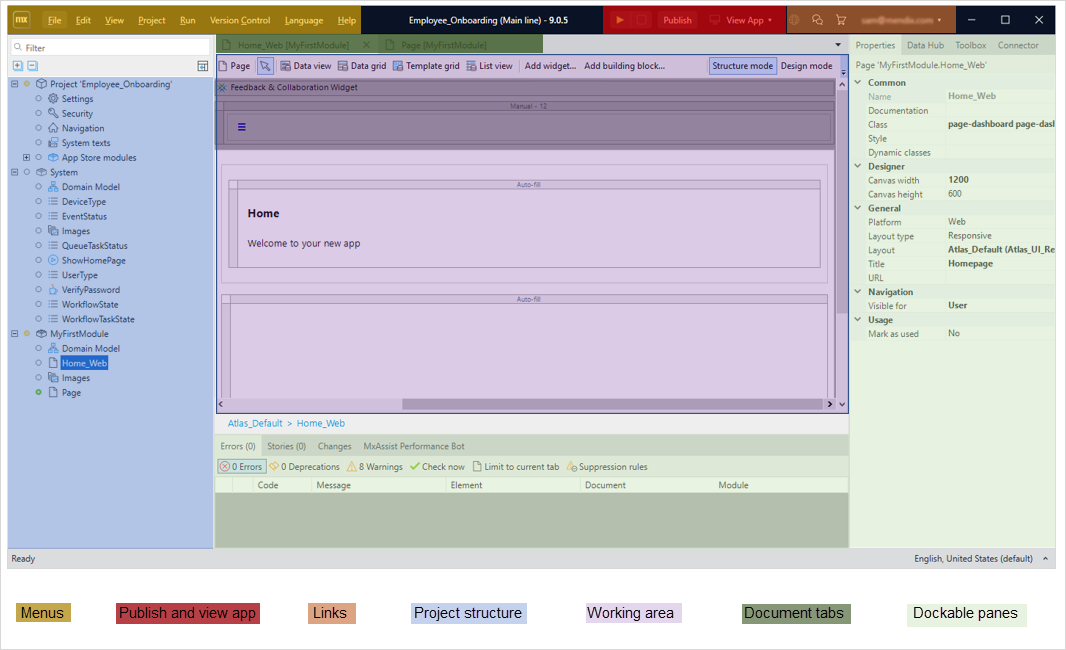 mx File Edit View Project Run Version Control Language Help Employee_Onboarding (Main line) - 9.0.5 Publish View App
Filter
Home_Web [MyFirstModule] Page [MyFirstModule]
Properties Data Hub Toolbox Connector
Page Data view Data grid Template grid List view Add widget... Add building block... Structure mode Design mode
Page 'MyFirstModule.Home_Web'
Project 'Employee_Onboarding'
Settings
Security
Navigation
System texts
App Store modules
System
Domain Model
DeviceType
EventStatus
Images
QueueTaskStatus
ShowHomePage
UserType
VerifyPassword
WorkflowState
WorkflowTaskState
MyFirstModule
Domain Model
Home_Web
Images
Page
Feedback & Collaboration Widget
Manual - 12
Auto-fill
Home
Welcome to your new app
Auto-fill
Atlas_Default > Home_Web
Errors (0) Stories (0) Changes MxAssist Performance Bot
0 Errors 0 Deprecations 8 Warnings Check now Limit to current tab Suppression rules
Code Message Element Document Module
Common
Name Home_Web
Documentation
Class page-dashboard page-das
Style
Dynamic classes
Designer
Canvas width 1200
Canvas height 600
General
Platform Web
Layout type Responsive
Layout Atlas_Default (Atlas_UI_Re
Title Homepage
URL
Navigation
Visible for User
Usage
Mark as used No
Ready English, United States (default)
Menus Publish and view app Links Project structure Working area Document tabs Dockable panes